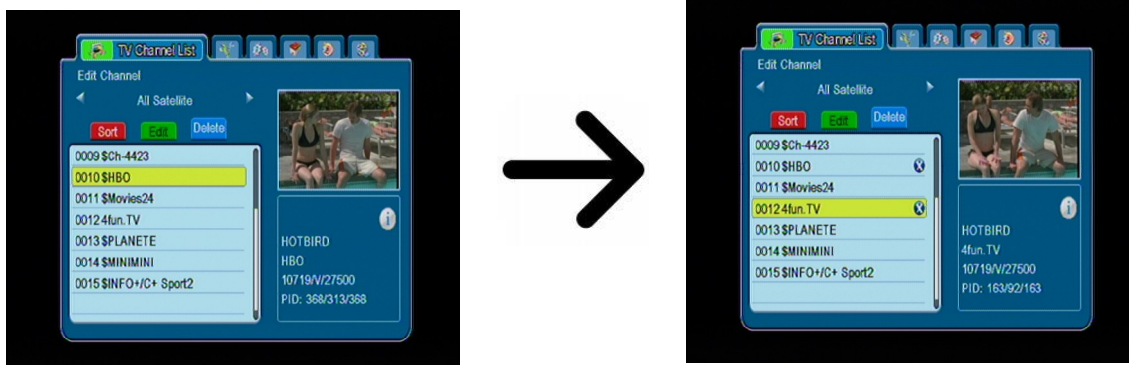 TV Channel List
Edit Channel
All Satellite
Sort Edit Delete
0009 $Ch-4423
0010 $HBO
0011 $Movies24
0012 4fun.TV
0013 $PLANETE
0014 $MINIMINI
0015 $INFO+/C+ Sport2
HOTBIRD
HBO
10719/V/27500
PID: 368/313/368
TV Channel List
Edit Channel
All Satellite
Sort Edit Delete
0009 $Ch-4423
0010 $HBO
0011 $Movies24
0012 4fun.TV
0013 $PLANETE
0014 $MINIMINI
0015 $INFO+/C+ Sport2
HOTBIRD
4fun.TV
10719/V/27500
PID: 163/92/163